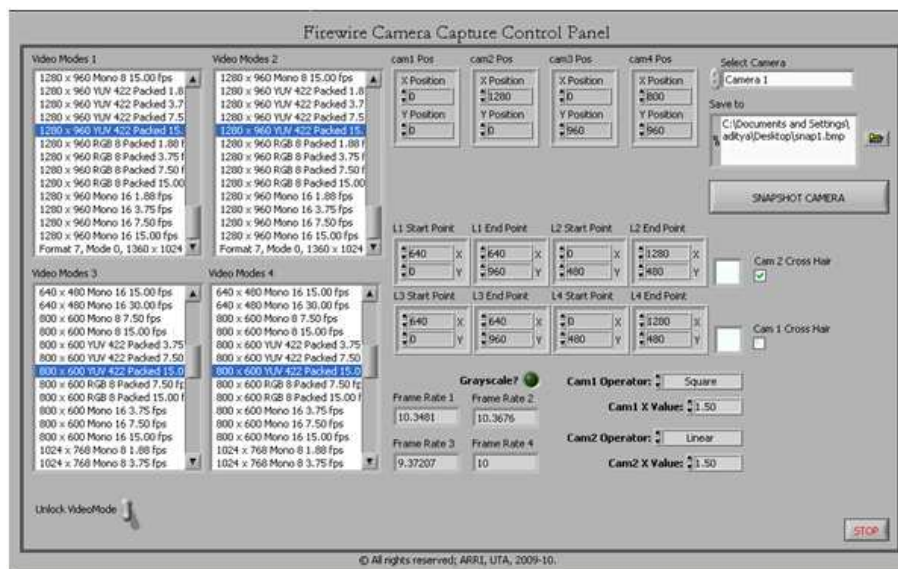 Firewire Camera Capture Control Panel
Video Modes 1
1280 x 960 Mono 8 15.00 fps
1280 x 960 YUV 422 Packed 1.8
1280 x 960 YUV 422 Packed 3.7
1280 x 960 YUV 422 Packed 7.5
1280 x 960 YUV 422 Packed 15.
1280 x 960 RGB 8 Packed 1.88 f
1280 x 960 RGB 8 Packed 3.75 f
1280 x 960 RGB 8 Packed 7.50 f
1280 x 960 RGB 8 Packed 15.00
1280 x 960 Mono 16 1.88 fps
1280 x 960 Mono 16 3.75 fps
1280 x 960 Mono 16 7.50 fps
1280 x 960 Mono 16 15.00 fps
Format 7, Mode 0, 1360 x 1024
Video Modes 2
1280 x 960 Mono 8 15.00 fps
1280 x 960 YUV 422 Packed 1.8
1280 x 960 YUV 422 Packed 3.7
1280 x 960 YUV 422 Packed 7.5
1280 x 960 YUV 422 Packed 15.
1280 x 960 RGB 8 Packed 1.88 f
1280 x 960 RGB 8 Packed 3.75 f
1280 x 960 RGB 8 Packed 7.50 f
1280 x 960 RGB 8 Packed 15.00
1280 x 960 Mono 16 1.88 fps
1280 x 960 Mono 16 3.75 fps
1280 x 960 Mono 16 7.50 fps
1280 x 960 Mono 16 15.00 fps
Format 7, Mode 0, 1360 x 1024
cam1 Pos
X Position
0
Y Position
0
cam2 Pos
X Position
1280
Y Position
0
cam3 Pos
X Position
0
Y Position
960
cam4 Pos
X Position
800
Y Position
960
Select Camera
Camera 1
Save to
C:\Documents and Settings\
aditya\Desktop\snap1.bmp
SNAPSHOT CAMERA
L1 Start Point
640 X
0 Y
L1 End Point
640 X
960 Y
L2 Start Point
0 X
480 Y
L2 End Point
1280 X
480 Y
Cam 2 Cross Hair
L3 Start Point
640 X
0 Y
L3 End Point
640 X
960 Y
L4 Start Point
0 X
480 Y
L4 End Point
1280 X
480 Y
Cam 1 Cross Hair
Video Modes 3
640 x 480 Mono 16 15.00 fps
640 x 480 Mono 16 30.00 fps
800 x 600 Mono 8 7.50 fps
800 x 600 Mono 8 15.00 fps
800 x 600 YUV 422 Packed 3.75
800 x 600 YUV 422 Packed 7.50
800 x 600 YUV 422 Packed 15.0
800 x 600 RGB 8 Packed 7.50 fp
800 x 600 RGB 8 Packed 15.00 f
800 x 600 Mono 16 3.75 fps
800 x 600 Mono 16 7.50 fps
800 x 600 Mono 16 15.00 fps
1024 x 768 Mono 8 1.88 fps
1024 x 768 Mono 8 3.75 fps
Video Modes 4
640 x 480 Mono 16 15.00 fps
640 x 480 Mono 16 30.00 fps
800 x 600 Mono 8 7.50 fps
800 x 600 Mono 8 15.00 fps
800 x 600 YUV 422 Packed 3.75
800 x 600 YUV 422 Packed 7.50
800 x 600 YUV 422 Packed 15.0
800 x 600 RGB 8 Packed 7.50 fp
800 x 600 RGB 8 Packed 15.00 f
800 x 600 Mono 16 3.75 fps
800 x 600 Mono 16 7.50 fps
800 x 600 Mono 16 15.00 fps
1024 x 768 Mono 8 1.88 fps
1024 x 768 Mono 8 3.75 fps
Grayscale?
Frame Rate 1
10.3481
Frame Rate 2
10.3676
Frame Rate 3
9.37207
Frame Rate 4
10
Cam1 Operator: Square
Cam1 X Value: 1.50
Cam2 Operator: Linear
Cam2 X Value: 1.50
Unlock VideoMode
STOP
© All rights reserved; ARRI, UTA, 2009-10.